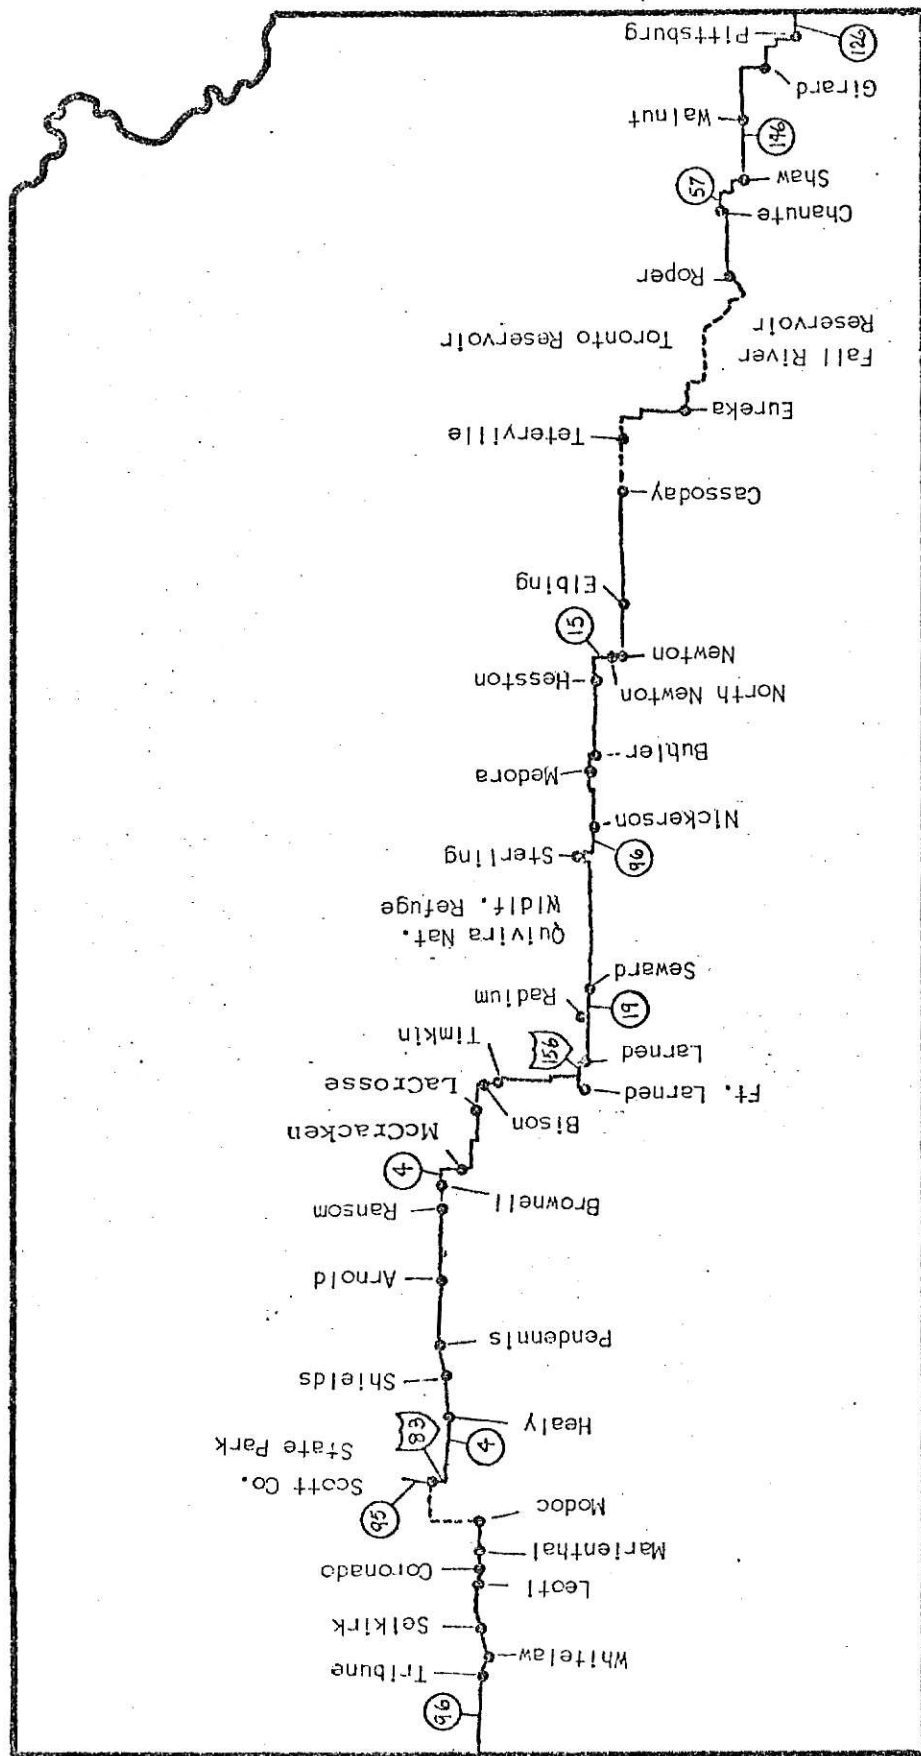 96
Tribune
Whitelaw
Selkirk
Leoti
Coronado
Marienthal
Modoc
95
Scott Co.
State Park
83
4
Healy
Shields
Pendennis
Arnold
Ransom
Brownell
4
McCracken
LaCrosse
Bison
Timkin
Ft. Larned
156
Larned
19
Radium
Seward
Quivira Nat.
Wldlf. Refuge
Sterling
96
Nickerson
Medora
Buhler
Hesston
North Newton
Newton
15
Elbing
Cassoday
Teterville
Eureka
Fall River
Reservoir
Toronto Reservoir
Roper
Chanute
57
Shaw
146
Walnut
Girard
Pittsburg
126